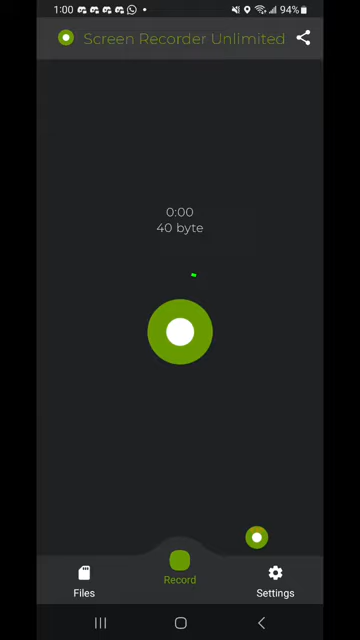 1:00
94%
Screen Recorder Unlimited
0:00
40 byte
Record
Files
Settings